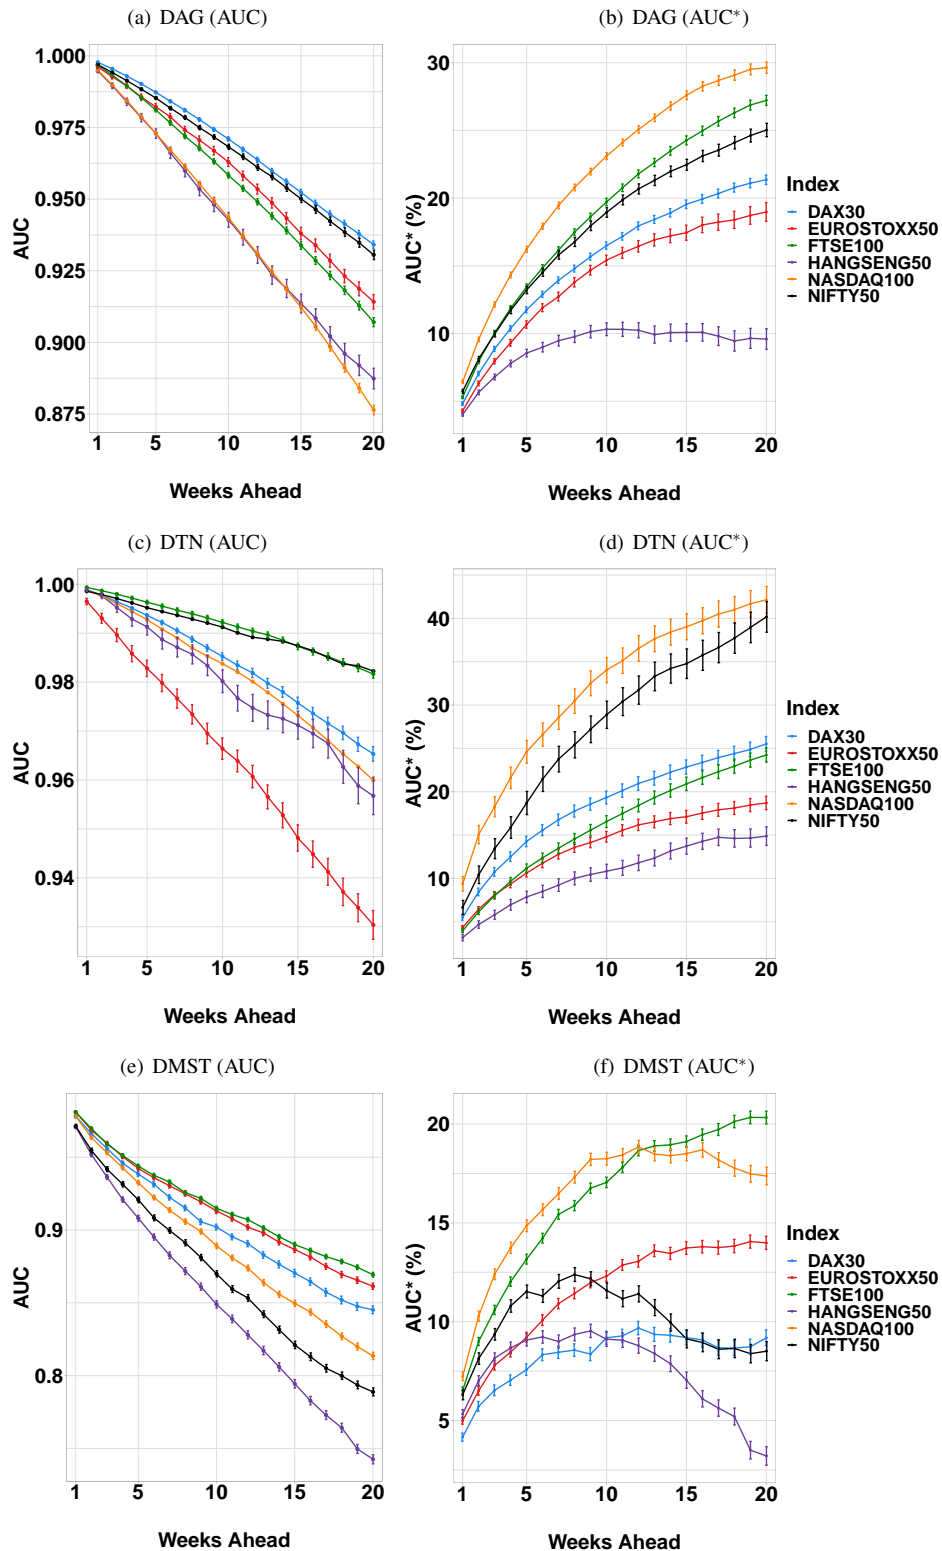 (a) DAG (AUC)
1.000
0.975
0.950
0.925
0.900
0.875
AUC
1 5 10 15 20
Weeks Ahead
(b) DAG (AUC*)
30
20
10
AUC* (%)
1 5 10 15 20
Weeks Ahead
Index
DAX30
EUROSTOXX50
FTSE100
HANGSENG50
NASDAQ100
NIFTY50
(c) DTN (AUC)
1.00
0.98
0.96
0.94
AUC
1 5 10 15 20
Weeks Ahead
(d) DTN (AUC*)
40
30
20
10
AUC* (%)
1 5 10 15 20
Weeks Ahead
Index
DAX30
EUROSTOXX50
FTSE100
HANGSENG50
NASDAQ100
NIFTY50
(e) DMST (AUC)
0.9
0.8
AUC
1 5 10 15 20
Weeks Ahead
(f) DMST (AUC*)
20
15
10
5
AUC* (%)
1 5 10 15 20
Weeks Ahead
Index
DAX30
EUROSTOXX50
FTSE100
HANGSENG50
NASDAQ100
NIFTY50